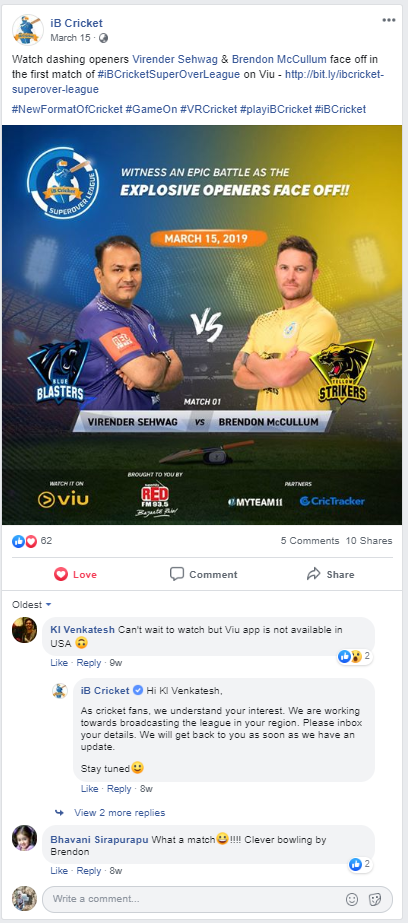 iB Cricket
March 15 ·
Watch dashing openers Virender Sehwag & Brendon McCullum face off in
the first match of #iBCricketSuperOverLeague on Viu - http://bit.ly/ibcricket-
superover-league
#NewFormatOfCricket #GameOn #VRCricket #playiBCricket #iBCricket
iB Cricket
SUPEROVER LEAGUE
WITNESS AN EPIC BATTLE AS THE
EXPLOSIVE OPENERS FACE OFF!!
MARCH 15, 2019
VS
BLUE
BLASTERS
YELLOW
STRIKERS
MATCH 01
VIRENDER SEHWAG VS BRENDON McCULLUM
WATCH IT ON
viu
BROUGHT TO YOU BY
RED
FM 93.5
Bajaate Raho!
PARTNERS
MYTEAM11
CricTracker
62
5 Comments 10 Shares
Love
Comment
Share
Oldest
KI Venkatesh Can't wait to watch but Viu app is not available in
USA 🙃
2
Like · Reply · 9w
iB Cricket Hi KI Venkatesh,
As cricket fans, we understand your interest. We are working
towards broadcasting the league in your region. Please inbox
your details. We will get back to you as soon as we have an
update.
Stay tuned😀
Like · Reply · 8w
View 2 more replies
Bhavani Sirapurapu What a match😀!!!! Clever bowling by
Brendon
2
Like · Reply · 8w
Write a comment...